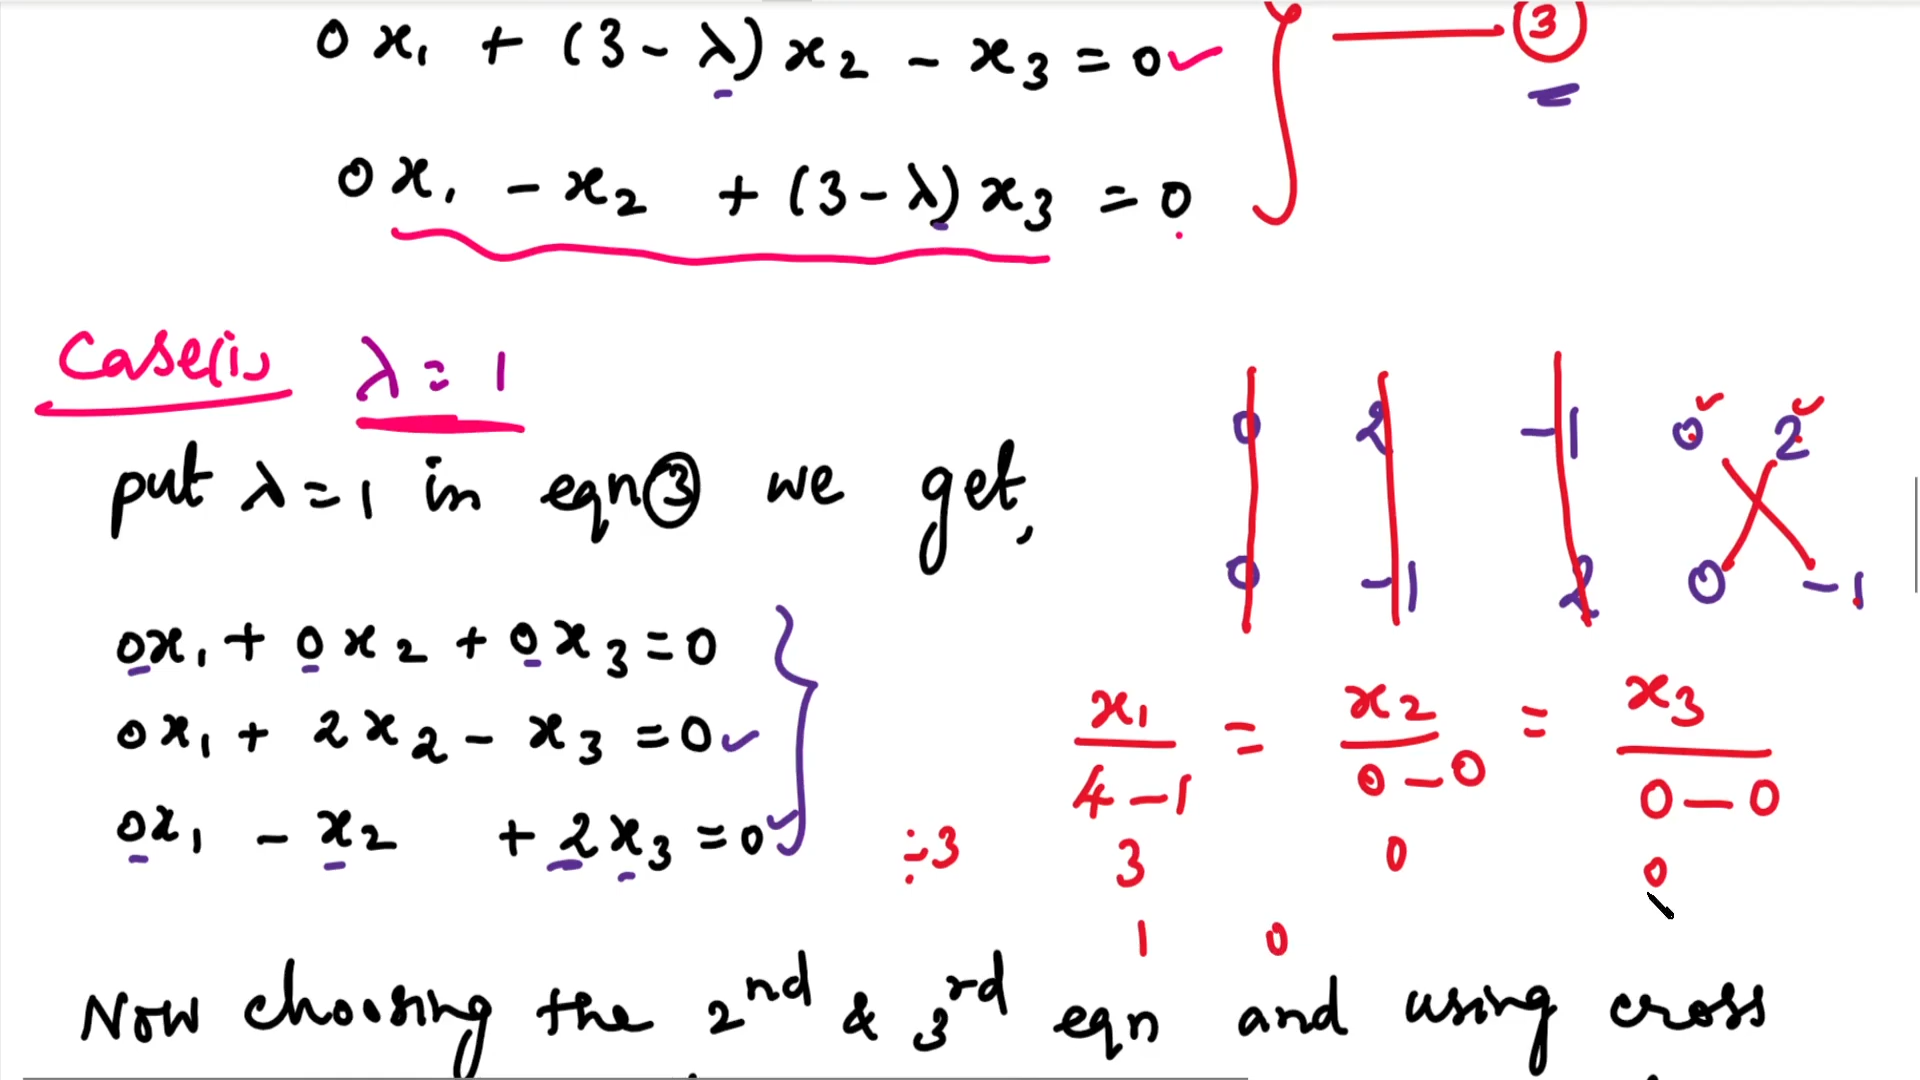 0x₁ + (3-λ)x₂ - x₃ = 0 ✓ ③
0x₁ - x₂ + (3-λ)x₃ = 0
Case(i) λ = 1
put λ = 1 in eqn③ we get,
0 2 -1 0 2
0 -1 2 0 -1
0x₁ + 0x₂ + 0x₃ = 0
0x₁ + 2x₂ - x₃ = 0 ✓
0x₁ - x₂ + 2x₃ = 0 ✓
x₁/4-1 = x₂/0-0 = x₃/0-0
÷3 3 0 0
1 0
Now choosing the 2nd & 3rd eqn and using cross